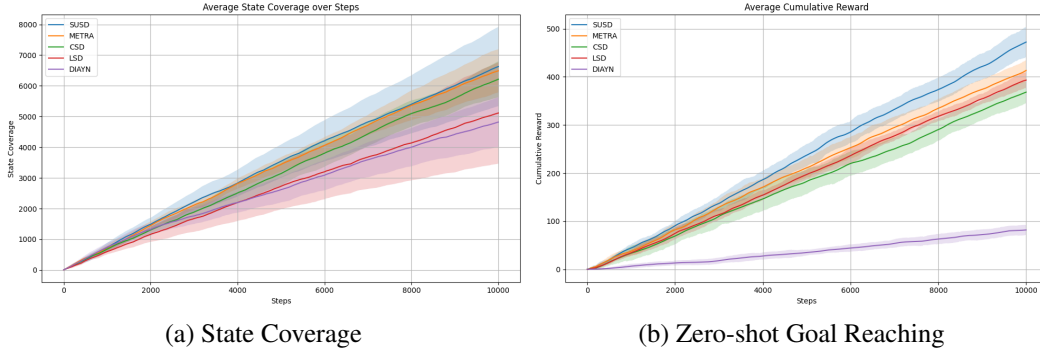 Average State Coverage over Steps
State Coverage
8000
7000
6000
5000
4000
3000
2000
1000
0
SUSD
METRA
CSD
LSD
DIAYN
0 2000 4000 6000 8000 10000
Steps
(a) State Coverage
Average Cumulative Reward
Cumulative Reward
500
400
300
200
100
0
SUSD
METRA
CSD
LSD
DIAYN
0 2000 4000 6000 8000 10000
Steps
(b) Zero-shot Goal Reaching